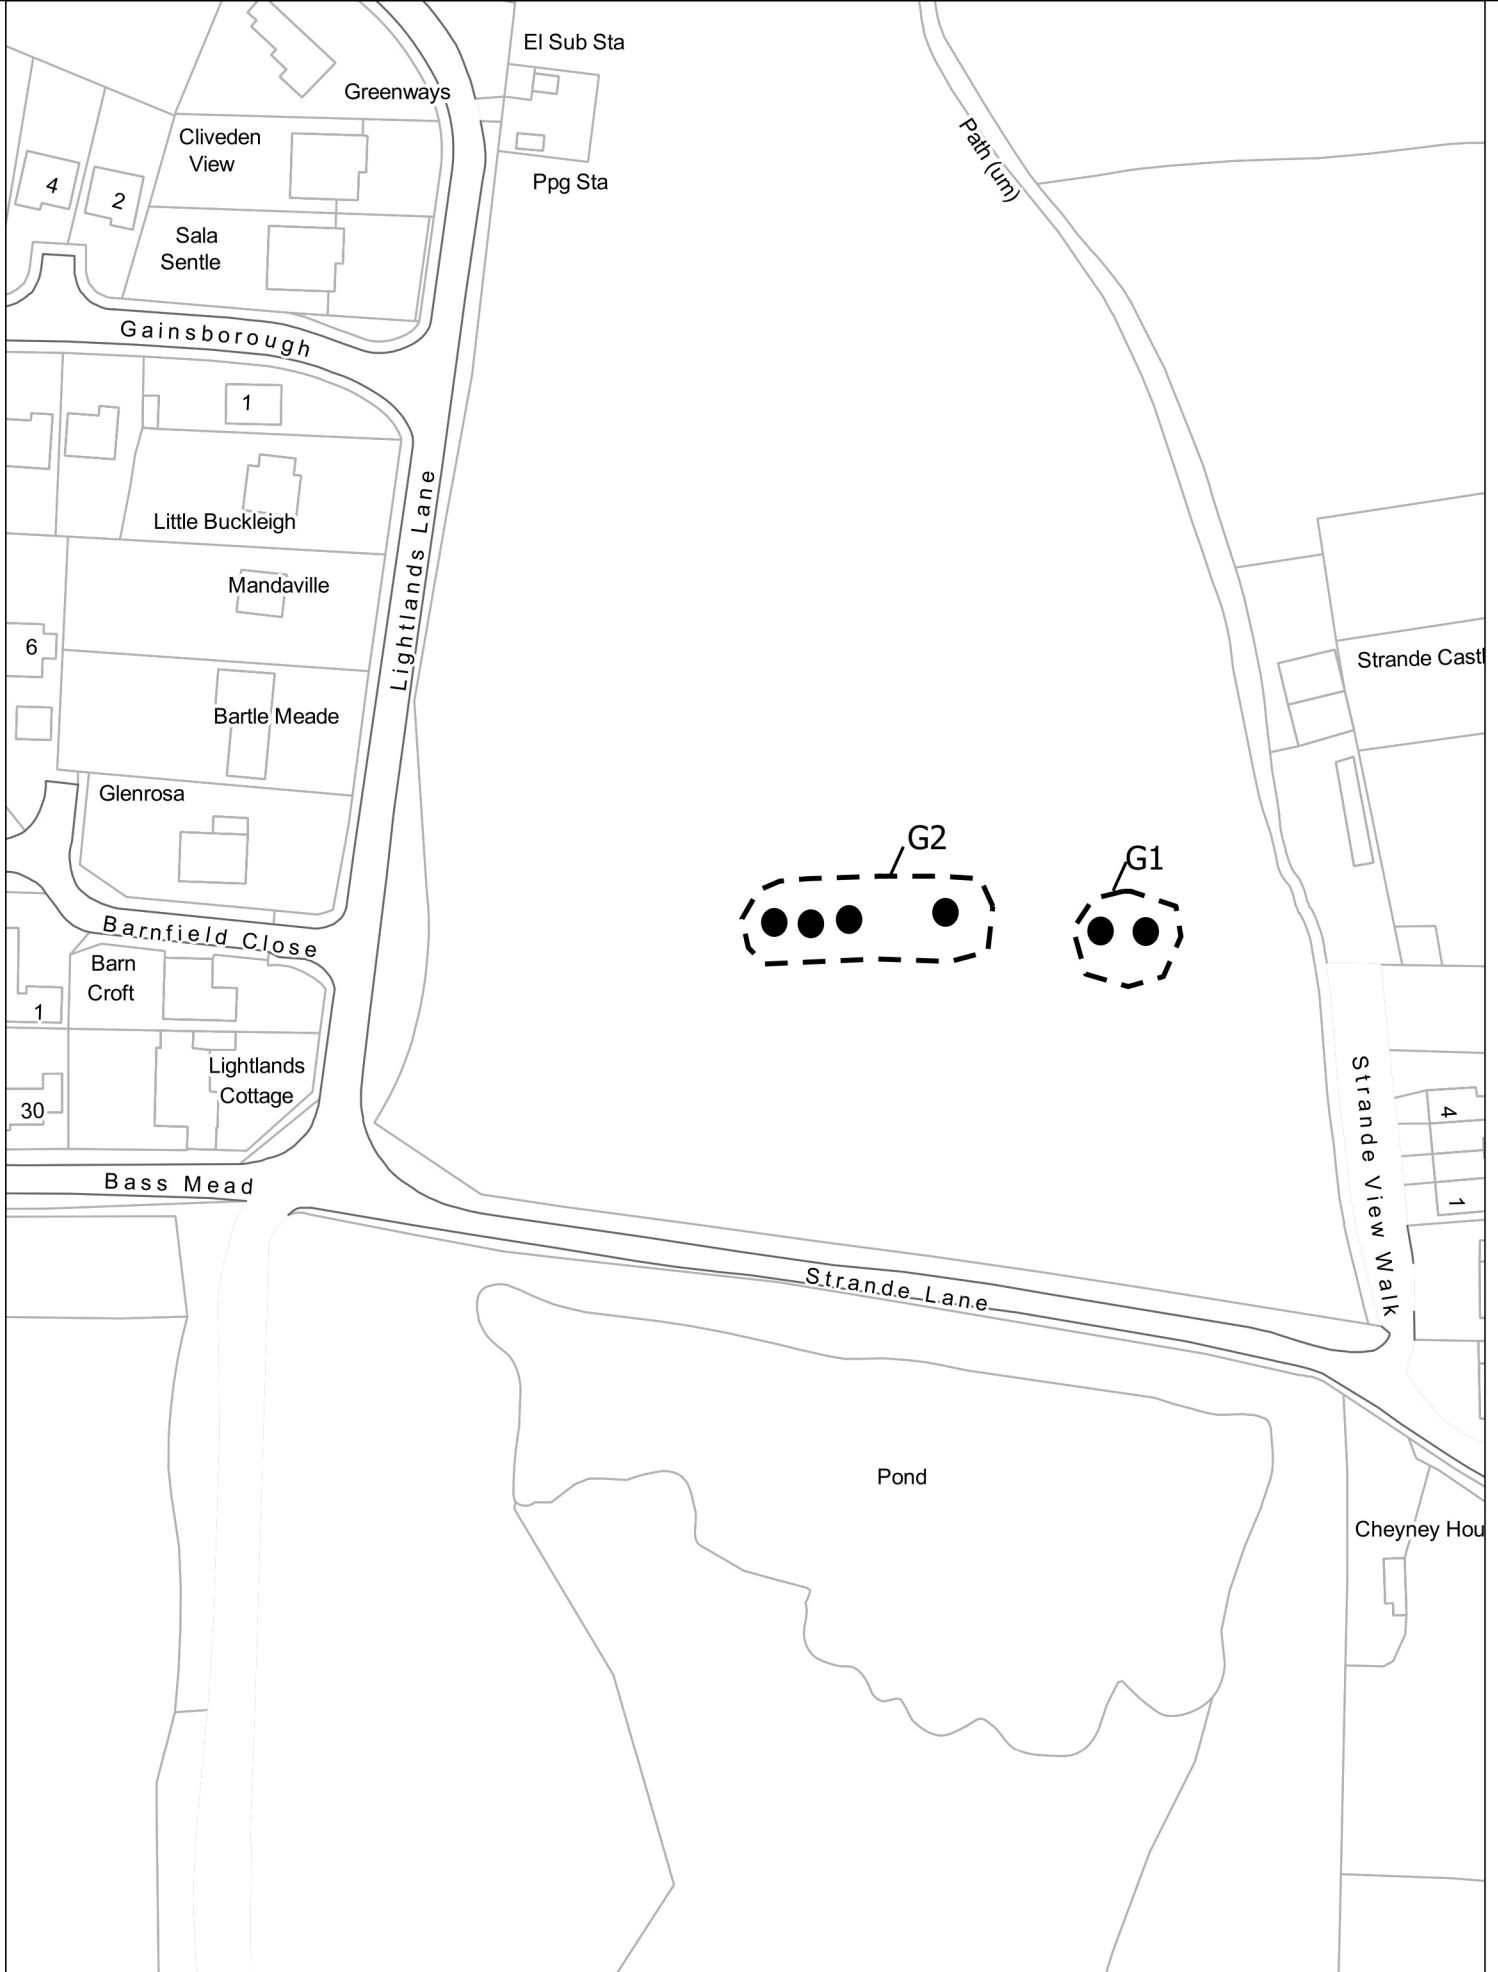 El Sub Sta
Greenways
Path (um)
Cliveden
View
4
2
Ppg Sta
Sala
Sentle
Gainsborough
1
Lightlands Lane
Little Buckleigh
Mandaville
6
Strande Castl
Bartle Meade
Glenrosa
G2
G1
Barnfield Close
Barn
Croft
1
Lightlands
Cottage
30
Strande View Walk
4
1
Bass Mead
Strande Lane
Pond
Cheyney Hou